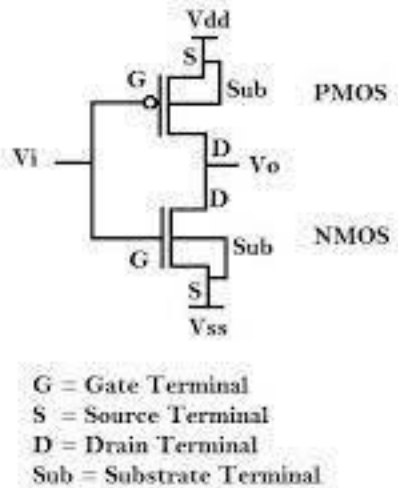 Vdd
S
G
Sub PMOS
D
Vi Vo
D
Sub NMOS
G
S
Vss
G = Gate Terminal
S = Source Terminal
D = Drain Terminal
Sub = Substrate Terminal